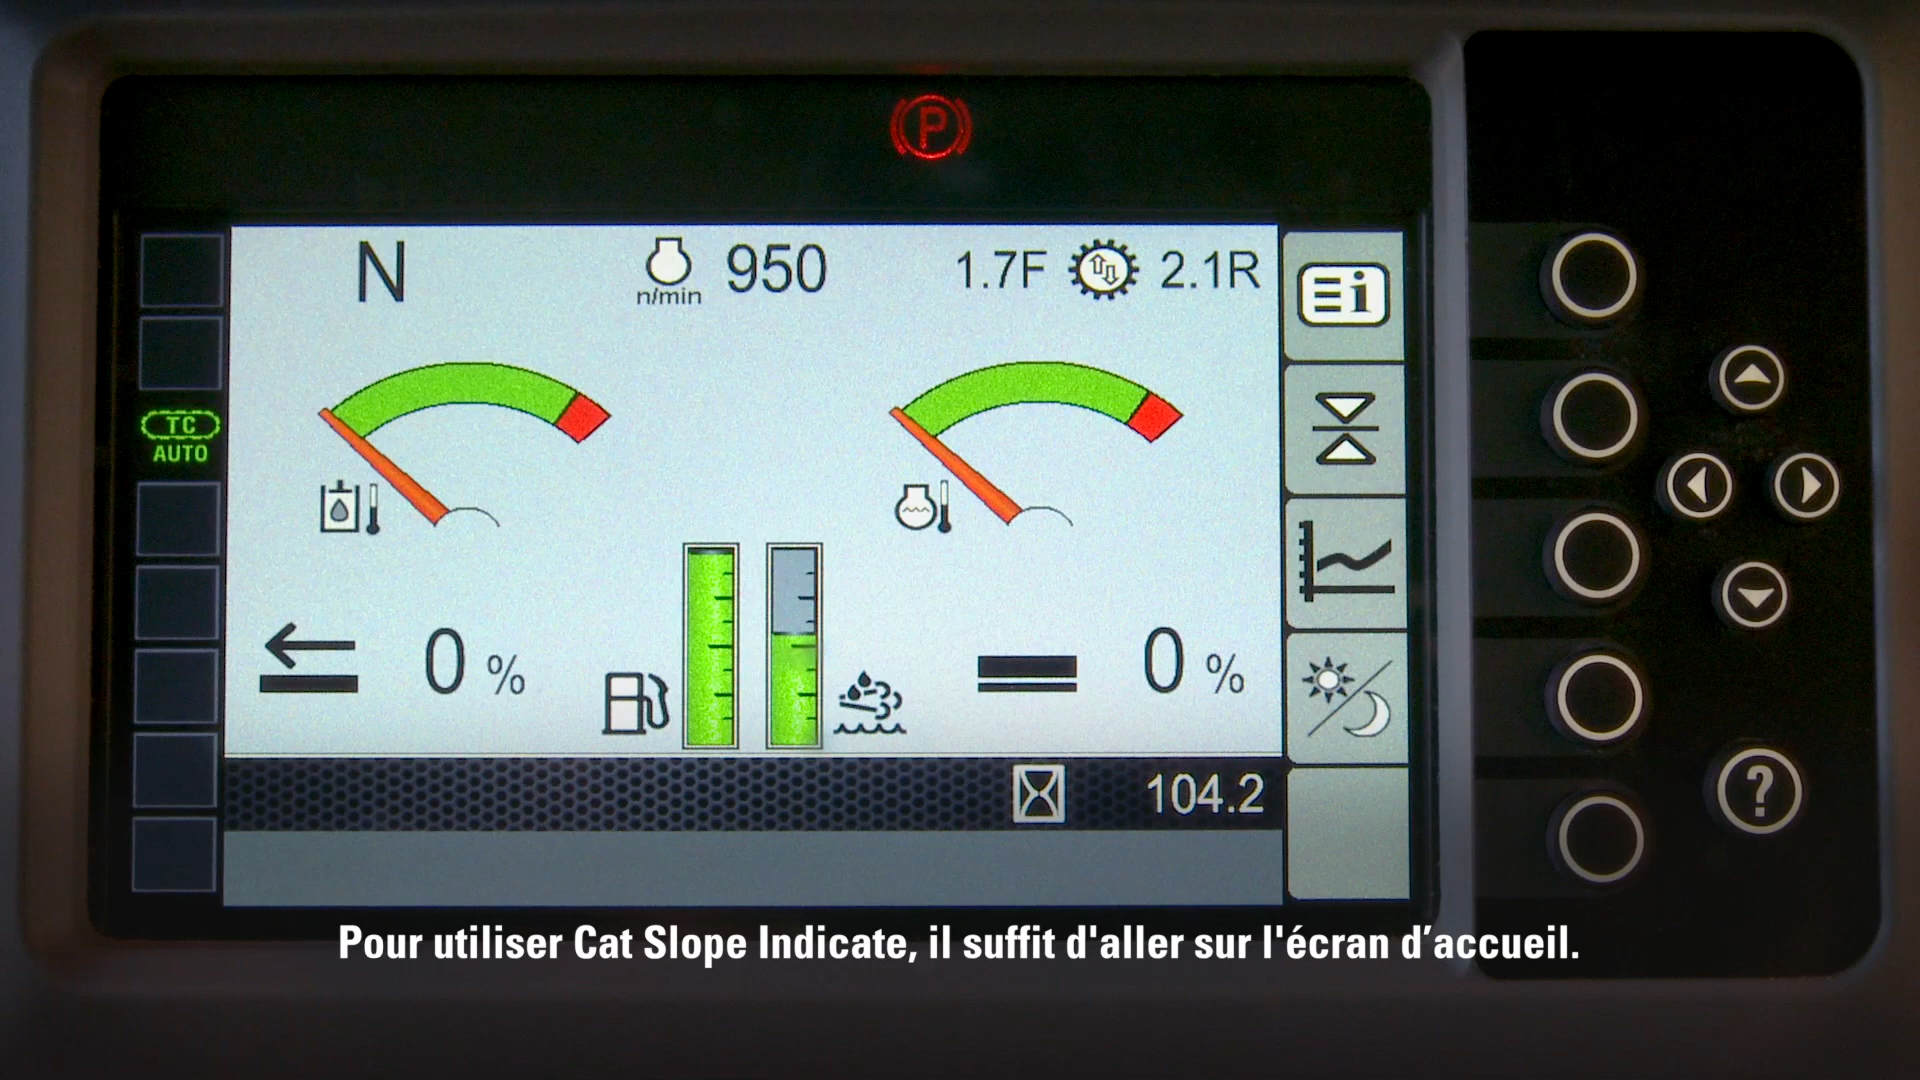 P
N
n/min
950
1.7F
2.1R
i
TC
AUTO
0 %
0 %
104.2
?
Pour utiliser Cat Slope Indicate, il suffit d'aller sur l'écran d’accueil.